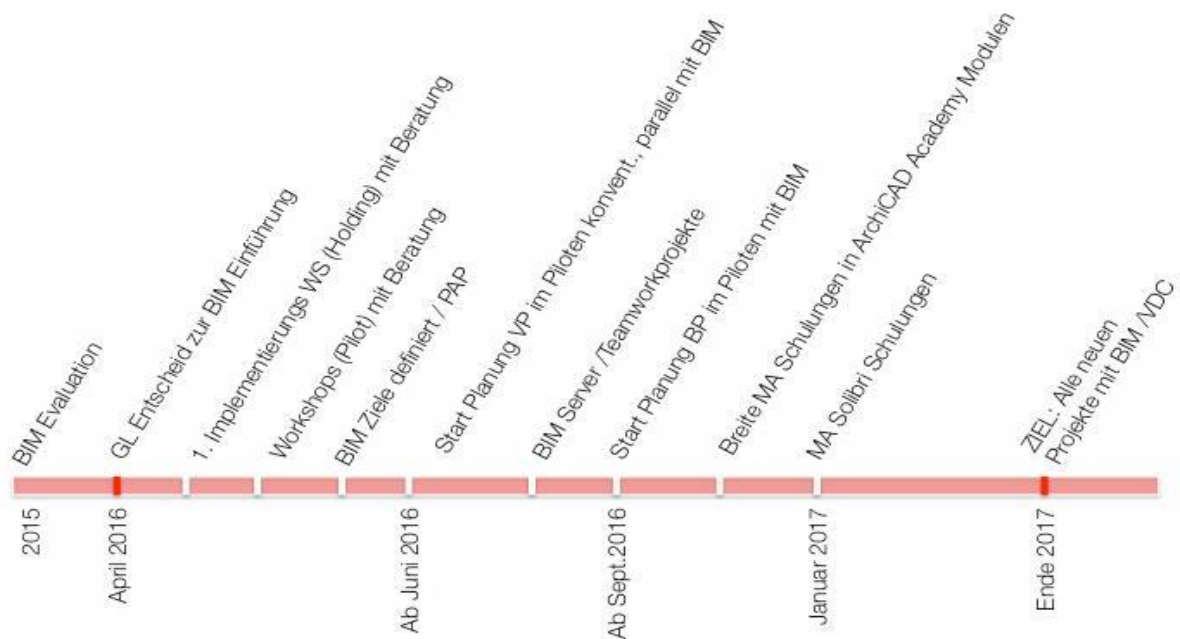 BIM Evaluation
GL Entscheid zur BIM Einführung
1. Implementierungs WS (Holding) mit Beratung
Workshops (Pilot) mit Beratung
BIM Ziele definiert / PAP
Start Planung VP im Piloten konvent., parallel mit BIM
BIM Server /Teamworkprojekte
Start Planung BP im Piloten mit BIM
Breite MA Schulungen in ArchiCAD Academy Modulen
MA Solibri Schulungen
ZIEL: Alle neuen
Projekte mit BIM /VDC
2015
April 2016
Ab Juni 2016
Ab Sept.2016
Januar 2017
Ende 2017